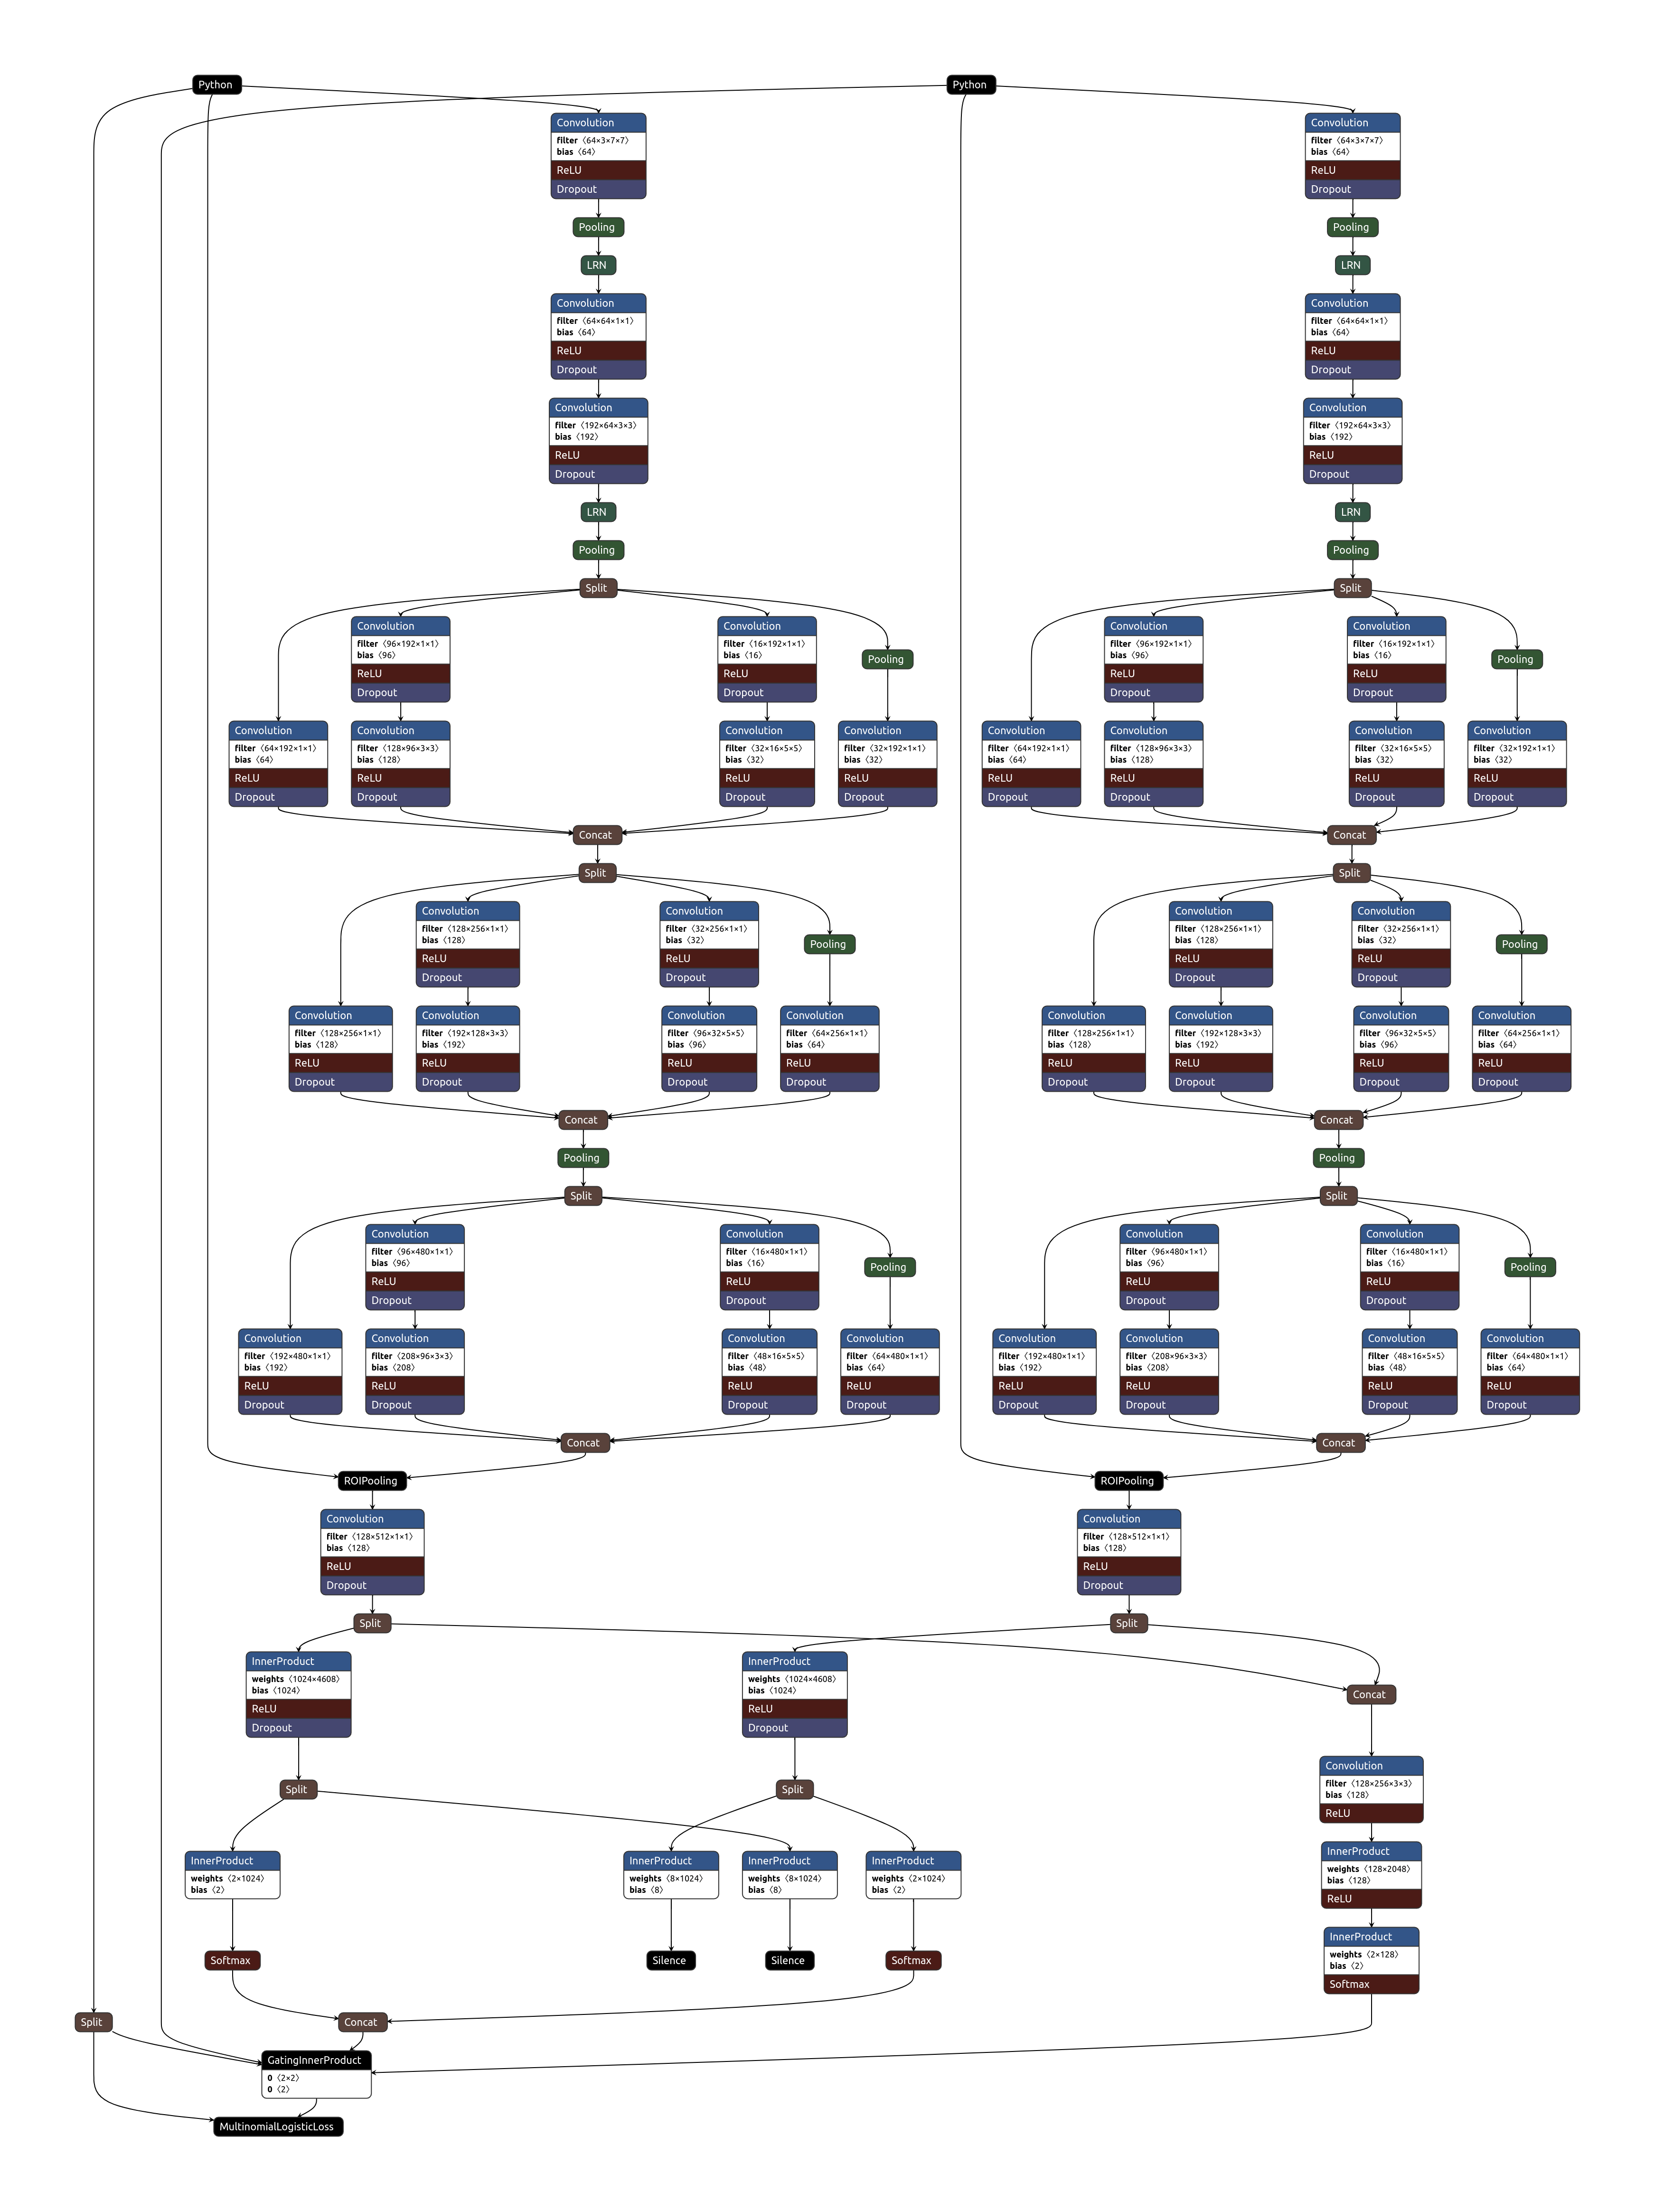 Python
Python
Convolution
filter 〈64×3×7×7〉
bias 〈64〉
ReLU
Dropout
Convolution
filter 〈64×3×7×7〉
bias 〈64〉
ReLU
Dropout
Pooling
Pooling
LRN
LRN
Convolution
filter 〈64×64×1×1〉
bias 〈64〉
ReLU
Dropout
Convolution
filter 〈64×64×1×1〉
bias 〈64〉
ReLU
Dropout
Convolution
filter 〈192×64×3×3〉
bias 〈192〉
ReLU
Dropout
Convolution
filter 〈192×64×3×3〉
bias 〈192〉
ReLU
Dropout
LRN
LRN
Pooling
Pooling
Split
Split
Convolution
filter 〈96×192×1×1〉
bias 〈96〉
ReLU
Dropout
Convolution
filter 〈16×192×1×1〉
bias 〈16〉
ReLU
Dropout
Pooling
Convolution
filter 〈96×192×1×1〉
bias 〈96〉
ReLU
Dropout
Convolution
filter 〈16×192×1×1〉
bias 〈16〉
ReLU
Dropout
Pooling
Convolution
filter 〈64×192×1×1〉
bias 〈64〉
ReLU
Dropout
Convolution
filter 〈128×96×3×3〉
bias 〈128〉
ReLU
Dropout
Convolution
filter 〈32×16×5×5〉
bias 〈32〉
ReLU
Dropout
Convolution
filter 〈32×192×1×1〉
bias 〈32〉
ReLU
Dropout
Convolution
filter 〈64×192×1×1〉
bias 〈64〉
ReLU
Dropout
Convolution
filter 〈128×96×3×3〉
bias 〈128〉
ReLU
Dropout
Convolution
filter 〈32×16×5×5〉
bias 〈32〉
ReLU
Dropout
Convolution
filter 〈32×192×1×1〉
bias 〈32〉
ReLU
Dropout
Concat
Concat
Split
Split
Convolution
filter 〈128×256×1×1〉
bias 〈128〉
ReLU
Dropout
Convolution
filter 〈32×256×1×1〉
bias 〈32〉
ReLU
Dropout
Pooling
Convolution
filter 〈128×256×1×1〉
bias 〈128〉
ReLU
Dropout
Convolution
filter 〈32×256×1×1〉
bias 〈32〉
ReLU
Dropout
Pooling
Convolution
filter 〈128×256×1×1〉
bias 〈128〉
ReLU
Dropout
Convolution
filter 〈192×128×3×3〉
bias 〈192〉
ReLU
Dropout
Convolution
filter 〈96×32×5×5〉
bias 〈96〉
ReLU
Dropout
Convolution
filter 〈64×256×1×1〉
bias 〈64〉
ReLU
Dropout
Convolution
filter 〈128×256×1×1〉
bias 〈128〉
ReLU
Dropout
Convolution
filter 〈192×128×3×3〉
bias 〈192〉
ReLU
Dropout
Convolution
filter 〈96×32×5×5〉
bias 〈96〉
ReLU
Dropout
Convolution
filter 〈64×256×1×1〉
bias 〈64〉
ReLU
Dropout
Concat
Concat
Pooling
Pooling
Split
Split
Convolution
filter 〈96×480×1×1〉
bias 〈96〉
ReLU
Dropout
Convolution
filter 〈16×480×1×1〉
bias 〈16〉
ReLU
Dropout
Pooling
Convolution
filter 〈96×480×1×1〉
bias 〈96〉
ReLU
Dropout
Convolution
filter 〈16×480×1×1〉
bias 〈16〉
ReLU
Dropout
Pooling
Convolution
filter 〈192×480×1×1〉
bias 〈192〉
ReLU
Dropout
Convolution
filter 〈208×96×3×3〉
bias 〈208〉
ReLU
Dropout
Convolution
filter 〈48×16×5×5〉
bias 〈48〉
ReLU
Dropout
Convolution
filter 〈64×480×1×1〉
bias 〈64〉
ReLU
Dropout
Convolution
filter 〈192×480×1×1〉
bias 〈192〉
ReLU
Dropout
Convolution
filter 〈208×96×3×3〉
bias 〈208〉
ReLU
Dropout
Convolution
filter 〈48×16×5×5〉
bias 〈48〉
ReLU
Dropout
Convolution
filter 〈64×480×1×1〉
bias 〈64〉
ReLU
Dropout
Concat
Concat
ROIPooling
ROIPooling
Convolution
filter 〈128×512×1×1〉
bias 〈128〉
ReLU
Dropout
Convolution
filter 〈128×512×1×1〉
bias 〈128〉
ReLU
Dropout
Split
Split
InnerProduct
weights 〈1024×4608〉
bias 〈1024〉
ReLU
Dropout
InnerProduct
weights 〈1024×4608〉
bias 〈1024〉
ReLU
Dropout
Concat
Split
Split
Convolution
filter 〈128×256×3×3〉
bias 〈128〉
ReLU
InnerProduct
weights 〈2×1024〉
bias 〈2〉
InnerProduct
weights 〈8×1024〉
bias 〈8〉
InnerProduct
weights 〈8×1024〉
bias 〈8〉
InnerProduct
weights 〈2×1024〉
bias 〈2〉
InnerProduct
weights 〈128×2048〉
bias 〈128〉
ReLU
Softmax
Silence
Silence
Softmax
InnerProduct
weights 〈2×128〉
bias 〈2〉
Softmax
Split
Concat
GatingInnerProduct
0 〈2×2〉
0 〈2〉
MultinomialLogisticLoss